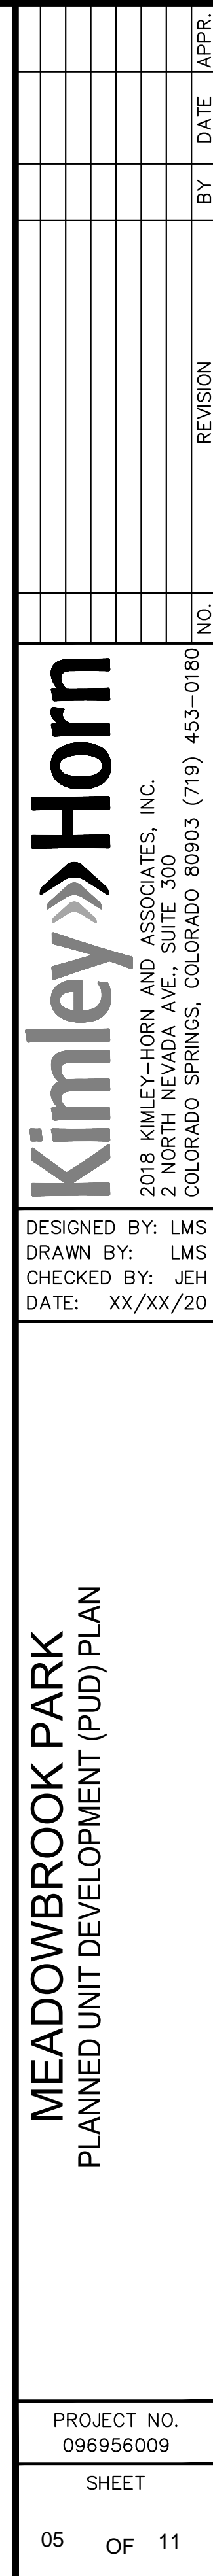 NO. REVISION BY DATE APPR.
Kimley»Horn
2018 KIMLEY-HORN AND ASSOCIATES, INC.
2 NORTH NEVADA AVE., SUITE 300
COLORADO SPRINGS, COLORADO 80903 (719) 453-0180
DESIGNED BY: LMS
DRAWN BY: LMS
CHECKED BY: JEH
DATE: XX/XX/20
MEADOWBROOK PARK
PLANNED UNIT DEVELOPMENT (PUD) PLAN
PROJECT NO.
096956009
SHEET
05 OF 11